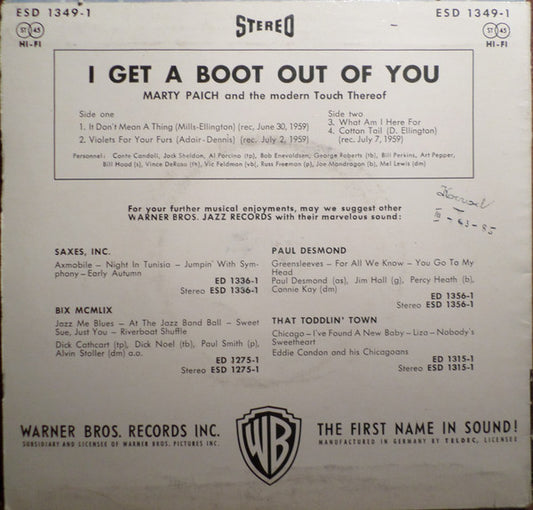 ESD 1349-1
STEREO
ESD 1349-1
ST 45
HI-FI
ST 45
HI-FI
I GET A BOOT OUT OF YOU
MARTY PAICH and the modern Touch Thereof
Side one
1. It Don't Mean A Thing (Mills-Ellington) (rec. June 30, 1959)
2. Violets For Your Furs (Adair-Dennis) (rec. July 2, 1959)
Side two
3. What Am I Here For
4. Cotton Tail (D. Ellington)
(rec. July 7, 1959)
Personnel: Conte Candoli, Jack Sheldon, Al Porcino (tp), Bob Enevoldsen, George Roberts (tb), Bill Perkins, Art Pepper,
Bill Hood (s), Vince DeRosa (fh), Vic Feldman (vb), Russ Freeman (p), Joe Mondragon (b), Mel Lewis (dm)
For your further musical enjoyments, may we suggest other
WARNER BROS. JAZZ RECORDS with their marvelous sound:
SAXES, INC.
Axmobile - Night In Tunisia - Jumpin' With Sym-
phony - Early Autumn
ED 1336-1
Stereo ESD 1336-1
BIX MCMLIX
Jazz Me Blues - At The Jazz Band Ball - Sweet
Sue, Just You - Riverboat Shuffle
Dick Cathcart (tp), Dick Noel (tb), Paul Smith (p),
Alvin Stoller (dm) a.o.
ED 1275-1
Stereo ESD 1275-1
PAUL DESMOND
Greensleeves - For All We Know - You Go To My
Head
Paul Desmond (as), Jim Hall (g), Percy Heath (b),
Connie Kay (dm)
ED 1356-1
Stereo ESD 1356-1
THAT TODDLIN' TOWN
Chicago - I've Found A New Baby - Liza - Nobody's
Sweetheart
Eddie Condon and his Chicagoans
ED 1315-1
Stereo ESD 1315-1
WARNER BROS. RECORDS INC.
SUBSIDIARY AND LICENSEE OF WARNER BROS. PICTURES INC.
WB
THE FIRST NAME IN SOUND!
MANUFACTURED IN GERMANY BY TELDEC, LICENSEE